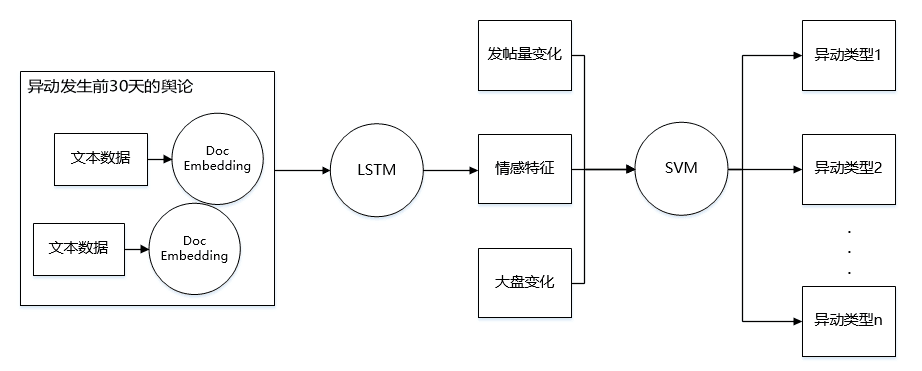 异动发生前30天的舆论
文本数据
Doc
Embedding
文本数据
Doc
Embedding
LSTM
发帖量变化
情感特征
大盘变化
SVM
异动类型1
异动类型2
.
.
.
异动类型n